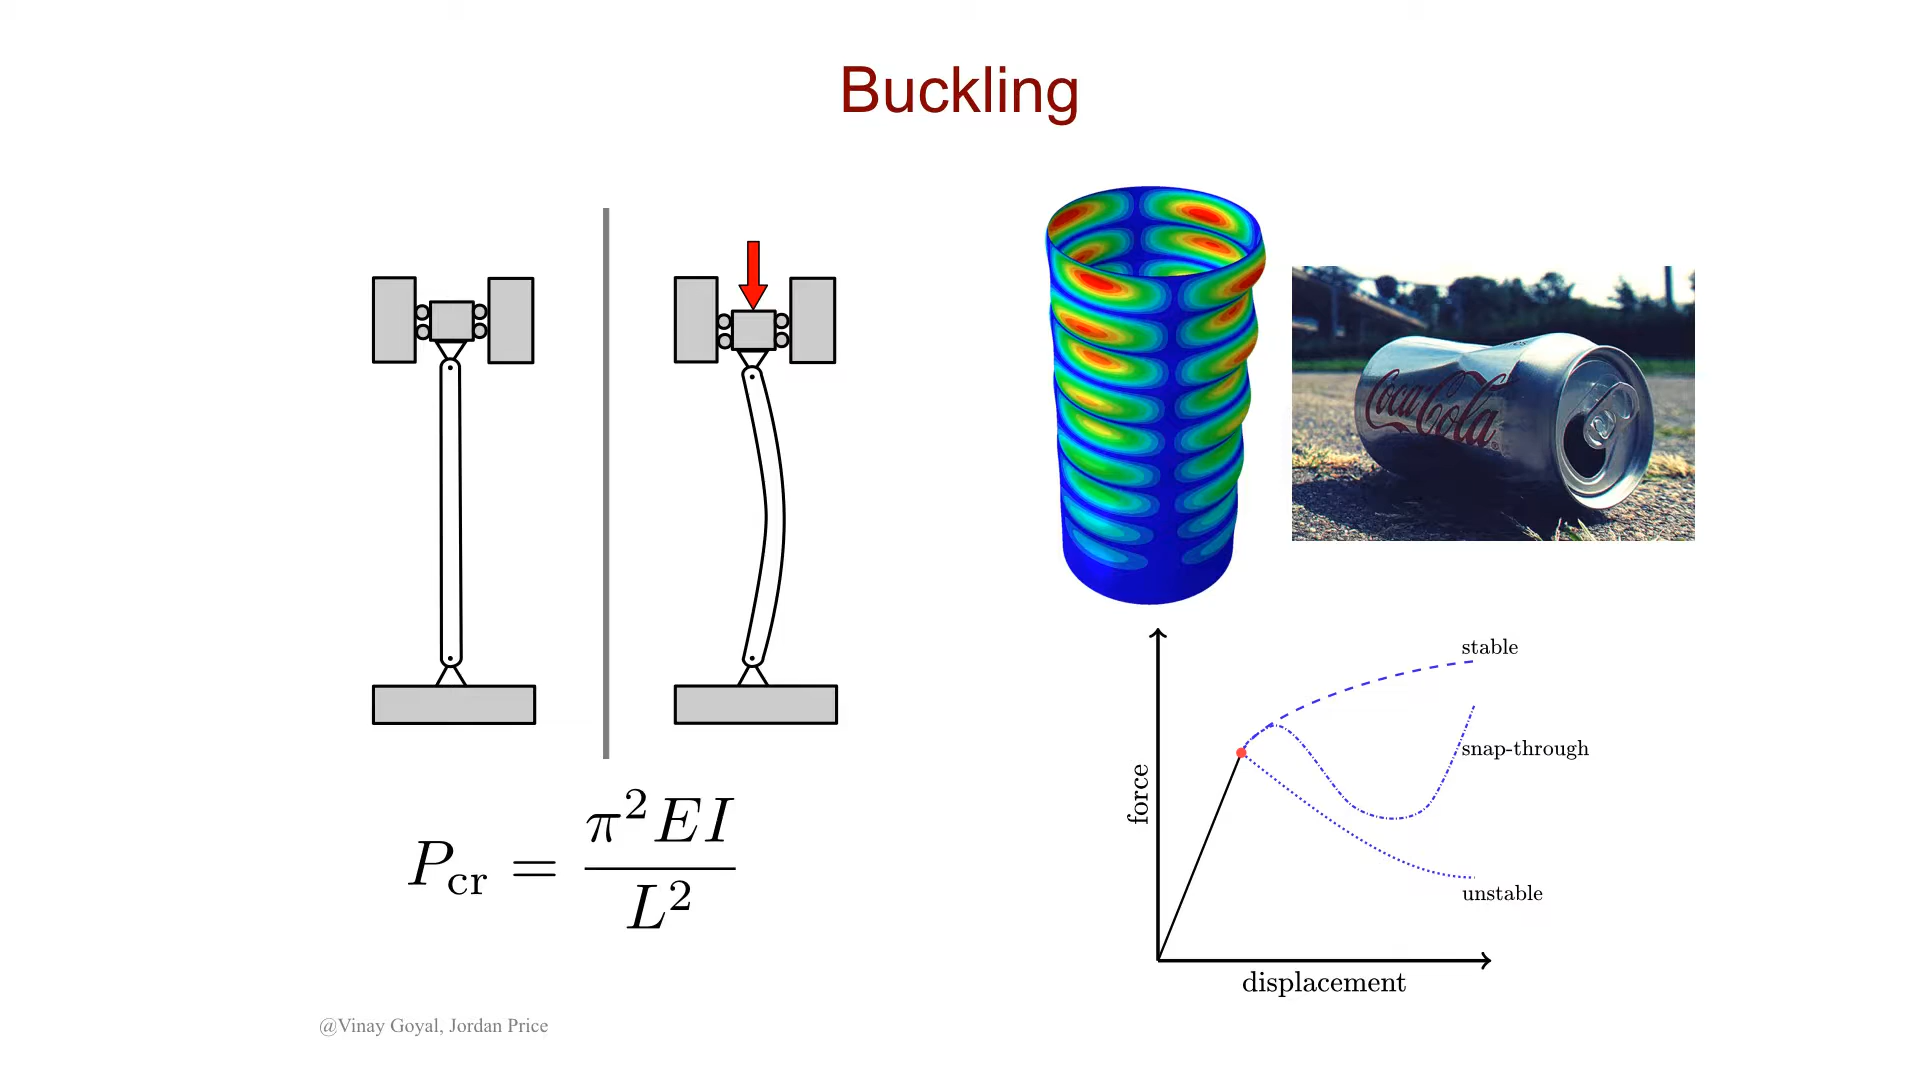 Buckling
Coca-Cola
stable
snap-through
force
unstable
displacement
P_cr = π²EI / L²
@Vinay Goyal, Jordan Price